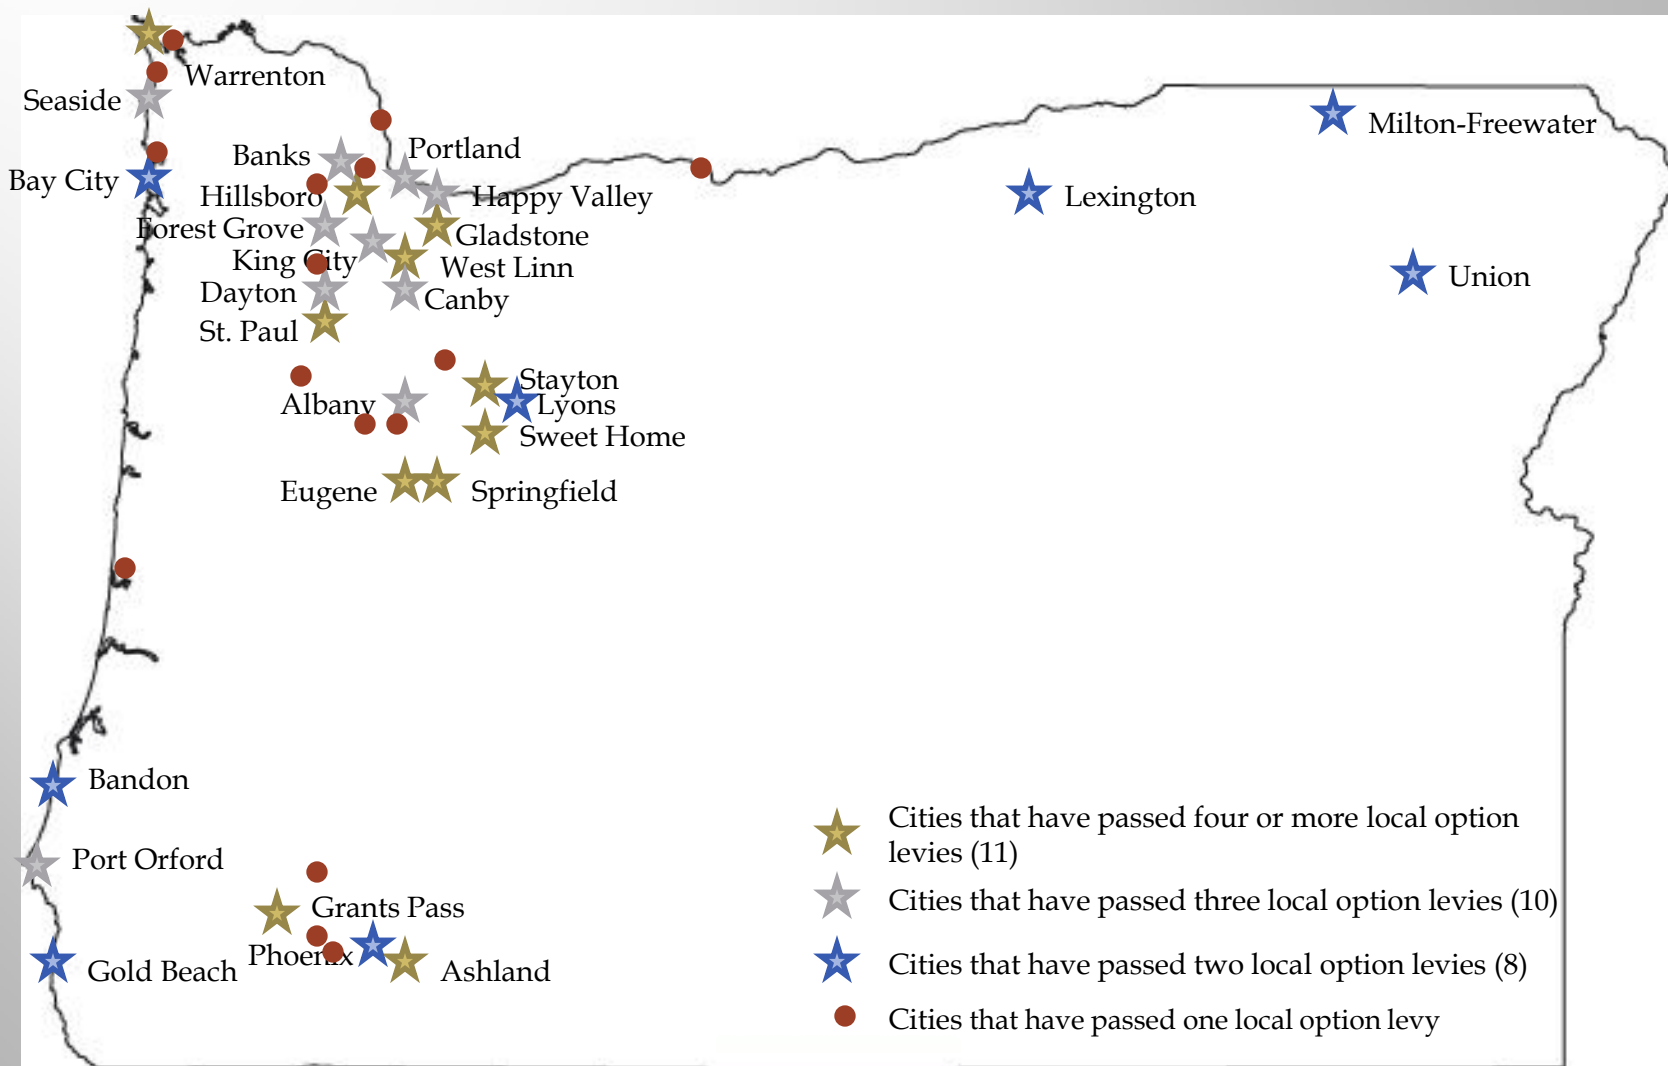 Warrenton
Seaside
Banks
Portland
Milton-Freewater
Bay City
Hillsboro
Happy Valley
Lexington
Forest Grove
Gladstone
King City
West Linn
Union
Dayton
Canby
St. Paul
Stayton
Albany
Lyons
Sweet Home
Eugene
Springfield
Bandon
Port Orford
Grants Pass
Phoenix
Gold Beach
Ashland
Cities that have passed four or more local option
levies (11)
Cities that have passed three local option levies (10)
Cities that have passed two local option levies (8)
Cities that have passed one local option levy